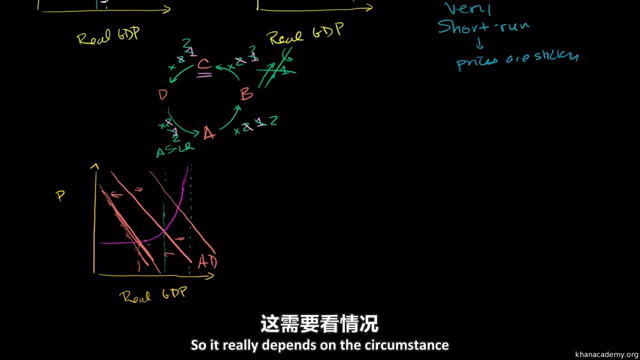 Real GDP
Real GDP
Very
Short-run
prices are sticky
C
D
B
A
ASLR
P
AD
Real GDP
这需要看情况
So it really depends on the circumstance
khanacademy.org